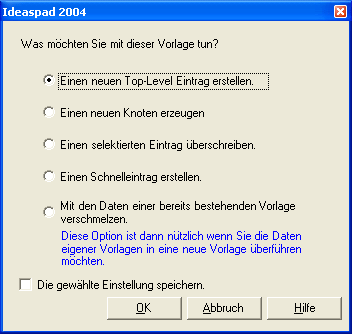 Ideaspad 2004
Was möchten Sie mit dieser Vorlage tun?
Einen neuen Top-Level Eintrag erstellen.
Einen neuen Knoten erzeugen
Einen selektierten Eintrag überschreiben.
Einen Schnelleintrag erstellen.
Mit den Daten einer bereits bestehenden Vorlage
verschmelzen.
Diese Option ist dann nützlich wenn Sie die Daten
eigener Vorlagen in eine neue Vorlage überführen
möchten.
Die gewählte Einstellung speichern.
OK Abbruch Hilfe